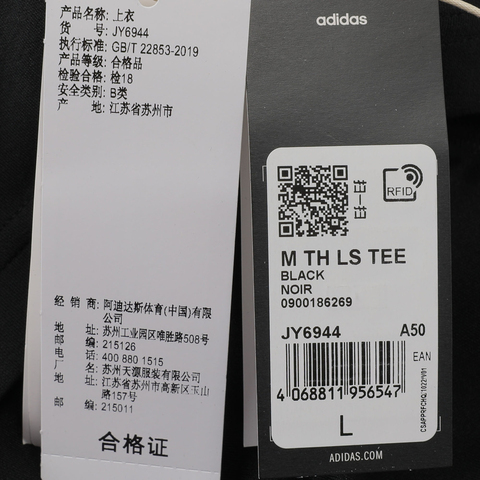 产品名称: 上衣
货 号: JY6944
执行标准: GB/T 22853-2019
产品等级: 合格品
检验合格: 检18
安全类别: B类
产 地: 江苏省苏州市
经 销 商: 阿迪达斯体育(中国)有限
公司
地 址: 苏州工业园区唯胜路508号
邮 编: 215126
电 话: 400 880 1515
厂 名: 苏州天源服装有限公司
地 址: 江苏省苏州市高新区玉山
路157号
邮 编: 215011
合格证
adidas
RFID
M TH LS TEE
BLACK
NOIR
0900186269
JY6944 A50
EAN
4 068811 956547
L
ADIDAS.COM